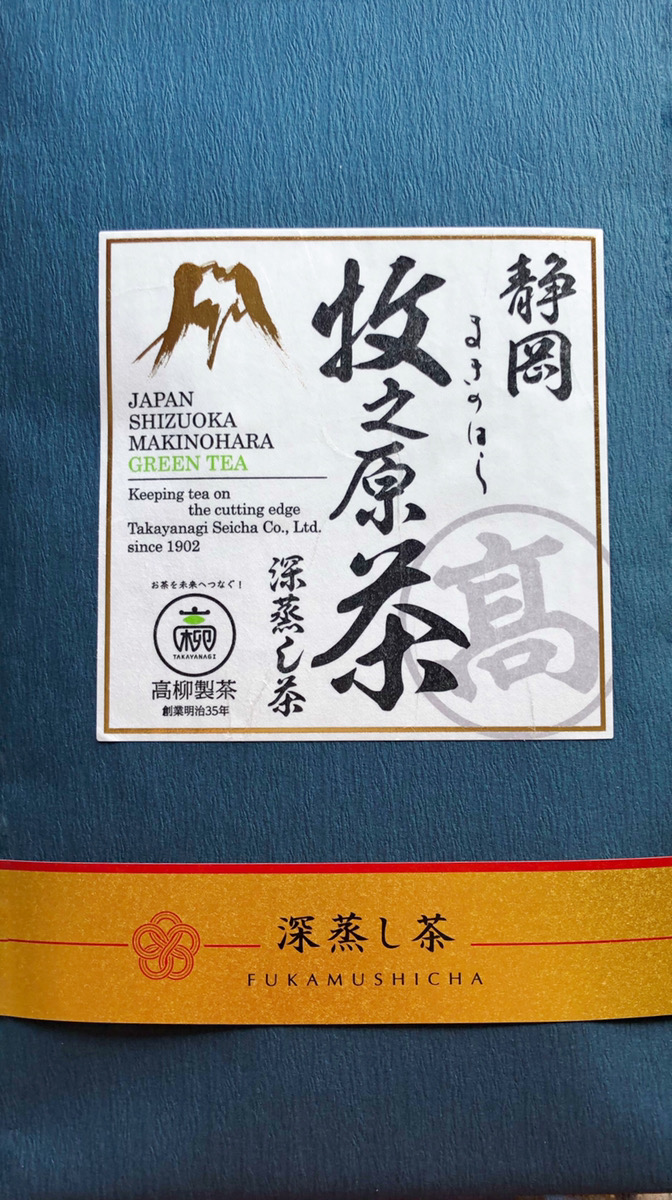 静岡
まきのはら
牧之原茶
深蒸し茶
高
JAPAN
SHIZUOKA
MAKINOHARA
GREEN TEA
Keeping tea on
the cutting edge
Takayanagi Seicha Co., Ltd.
since 1902
お茶を未来へつなぐ！
高柳
TAKAYANAGI
高柳製茶
創業明治35年
深蒸し茶
FUKAMUSHICHA